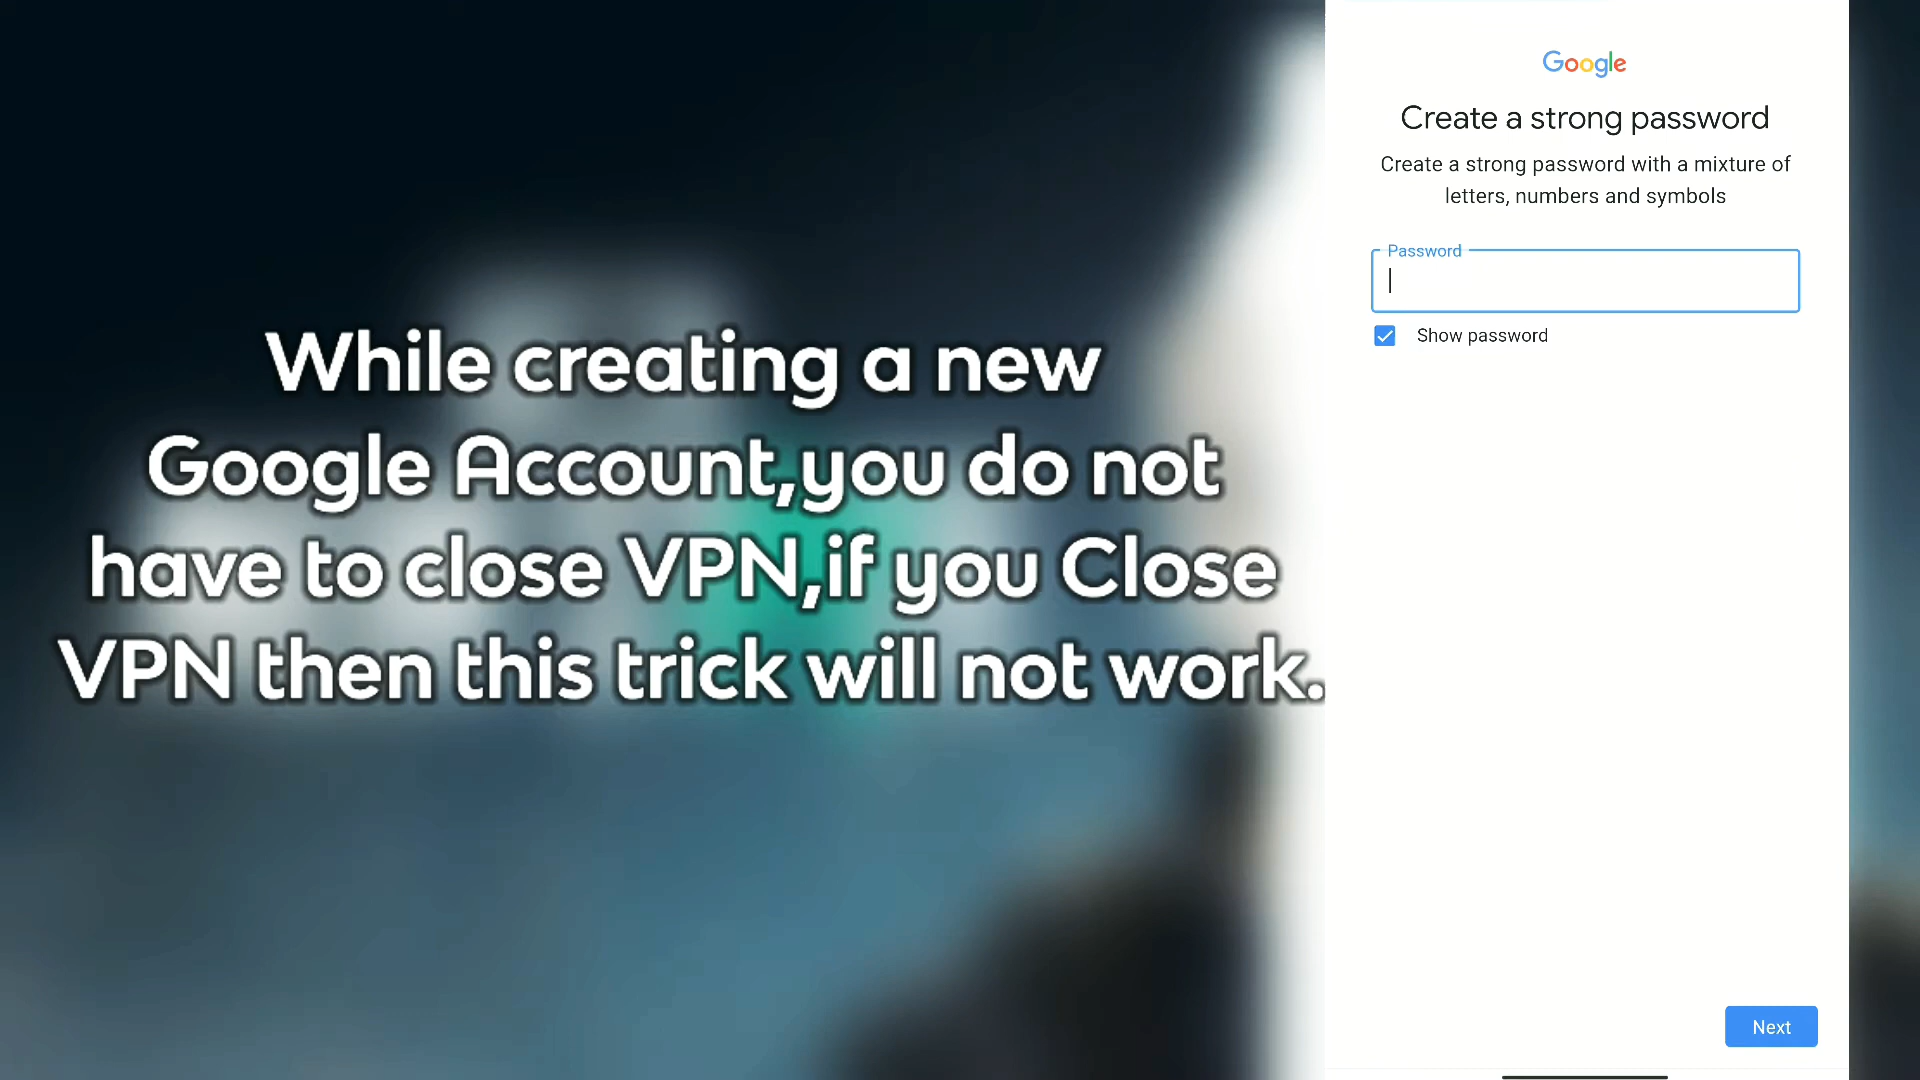 While creating a new
Google Account,you do not
have to close VPN,if you Close
VPN then this trick will not work.
Google
Create a strong password
Create a strong password with a mixture of
letters, numbers and symbols
Password
Show password
Next